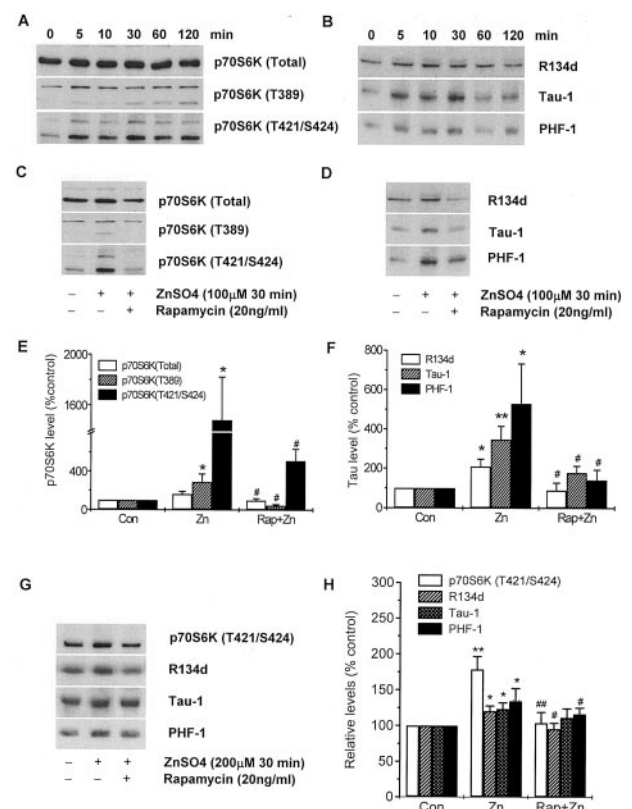 A
0 5 10 30 60 120 min
p70S6K (Total)
p70S6K (T389)
p70S6K (T421/S424)
B
0 5 10 30 60 120 min
R134d
Tau-1
PHF-1
C
p70S6K (Total)
p70S6K (T389)
p70S6K (T421/S424)
– + + ZnSO4 (100µM 30 min)
+ Rapamycin (20ng/ml)
D
R134d
Tau-1
PHF-1
– + + ZnSO4 (100µM 30 min)
+ Rapamycin (20ng/ml)
E
p70S6K level (%control)
2000
1600
400
0
p70S6K(Total)
p70S6K(T389)
p70S6K(T421/S424)
* *
# # #
Con Zn Rap+Zn
F
Tau level (% control)
800
600
400
200
0
R134d
Tau-1
PHF-1
* ** *
# # #
Con Zn Rap+Zn
G
p70S6K (T421/S424)
R134d
Tau-1
PHF-1
– + + ZnSO4 (200µM 30 min)
– – + Rapamycin (20ng/ml)
H
Relative levels (% control)
300
250
200
150
100
50
0
p70S6K (T421/S424)
R134d
Tau-1
PHF-1
** * * *
## # #
Con Zn Rap+Zn